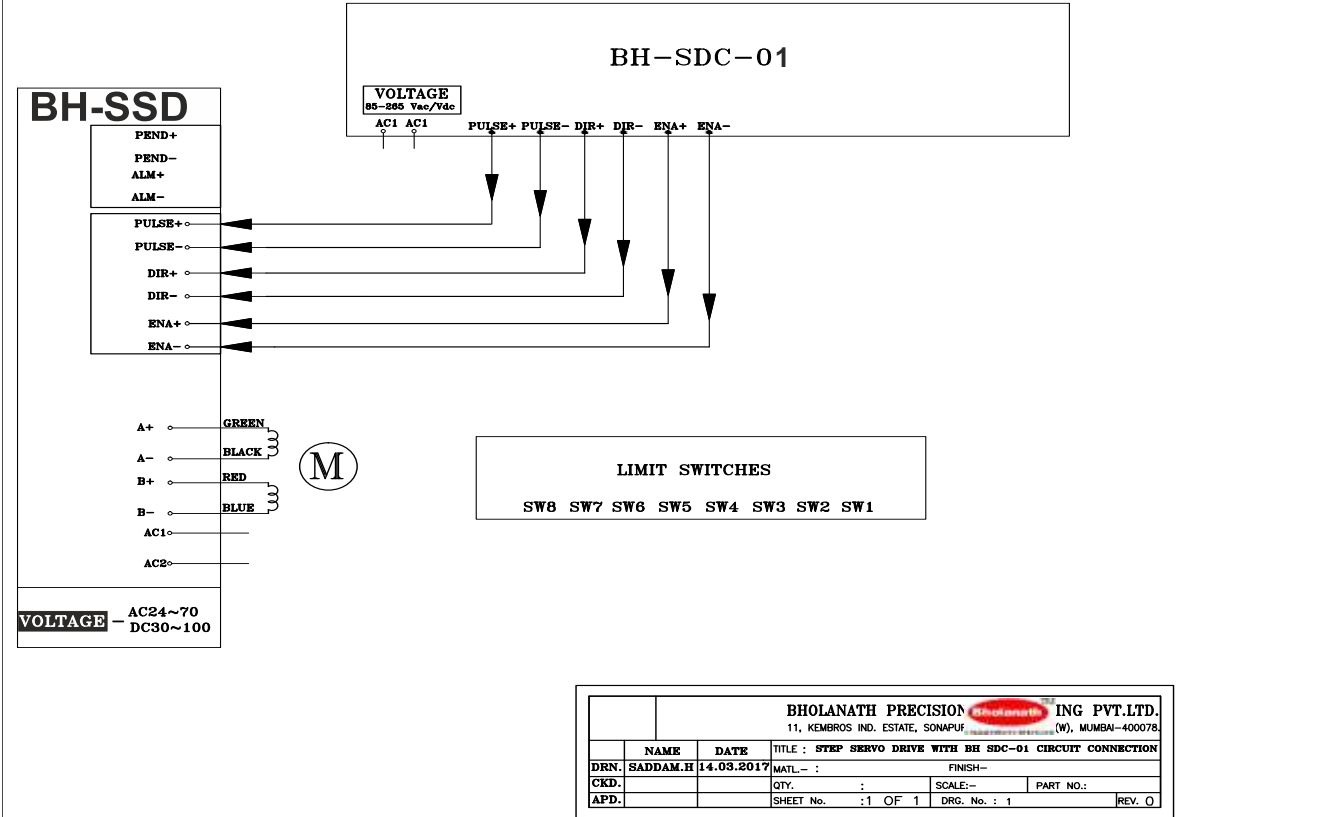 BH-SDC-01
VOLTAGE
85-265 Vac/Vdc
AC1 AC1 PULSE+ PULSE- DIR+ DIR- ENA+ ENA-
BH-SSD
PEND+
PEND-
ALM+
ALM-
PULSE+
PULSE-
DIR+
DIR-
ENA+
ENA-
A+ GREEN
A- BLACK
B+ RED
B- BLUE
AC1
AC2
M
LIMIT SWITCHES
SW8 SW7 SW6 SW5 SW4 SW3 SW2 SW1
VOLTAGE - AC24~70
DC30~100
BHOLANATH PRECISION Bholanath ING PVT.LTD.
11, KEMBROS IND. ESTATE, SONAPUR (W), MUMBAI-400078.
NAME DATE TITLE : STEP SERVO DRIVE WITH BH SDC-01 CIRCUIT CONNECTION
DRN. SADDAM.H 14.03.2017 MATL.- : FINISH-
CKD. QTY. : SCALE:- PART NO.:
APD. SHEET No. :1 OF 1 DRG. No. : 1 REV. 0